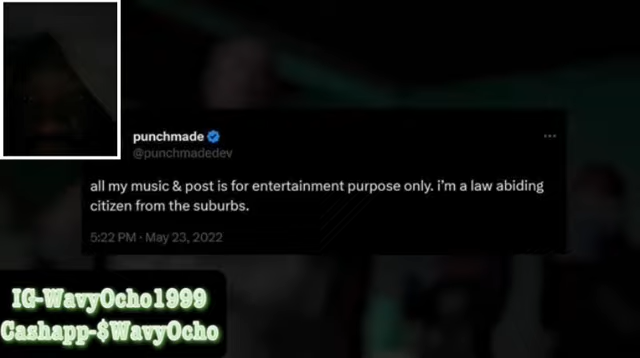 punchmade
@punchmadedev
all my music & post is for entertainment purpose only. i'm a law abiding
citizen from the suburbs.
5:22 PM · May 23, 2022
IG-WavyOcho1999
Cashapp-$WavyOcho